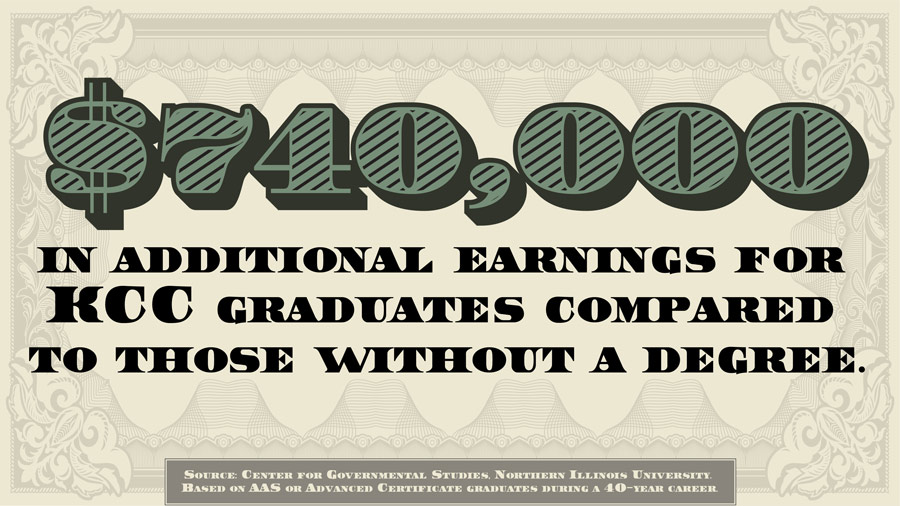 $740,000
IN ADDITIONAL EARNINGS FOR
KCC GRADUATES COMPARED
TO THOSE WITHOUT A DEGREE.
Source: Center for Governmental Studies, Northern Illinois University.
Based on AAS or Advanced Certificate graduates during a 40-year career.